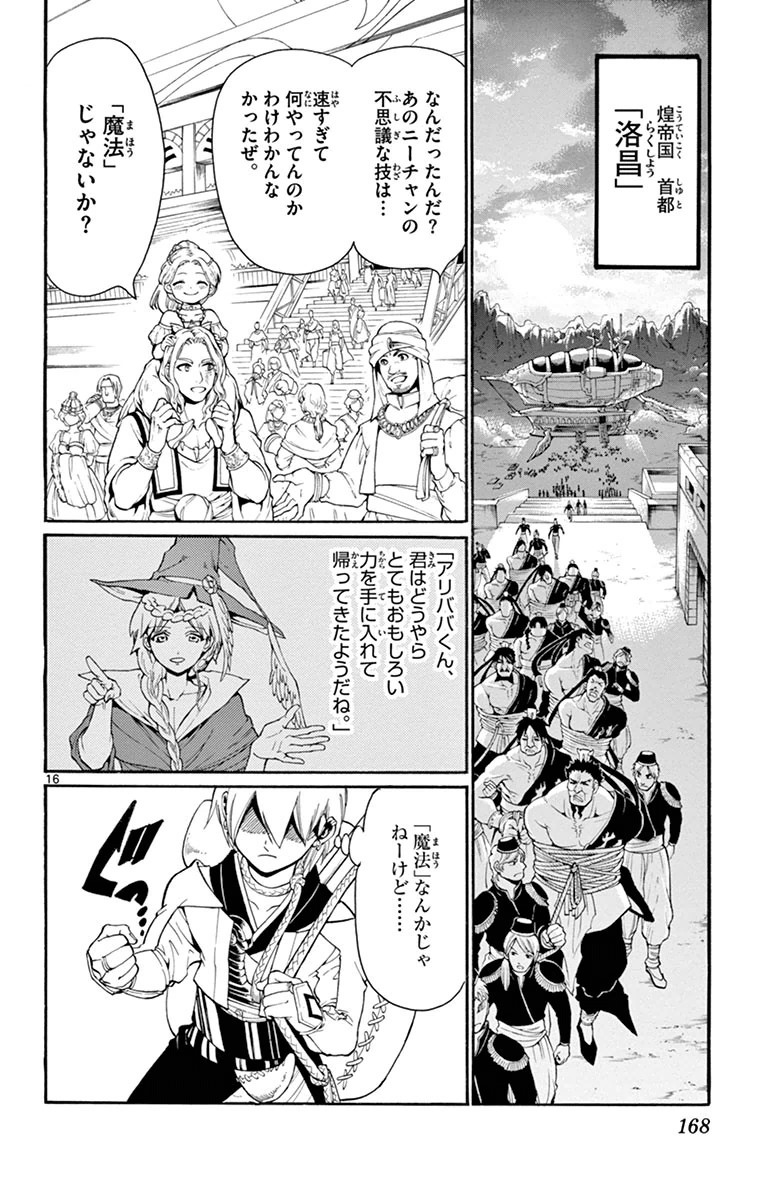 煌帝国 首都
「洛昌」
なんだったんだ？
あのニーチャンの
不思議な技は…
速すぎて
何やってんのか
わけわかんな
かったぜ。
「魔法」
じゃないか？
「アリババくん、
君はどうやら
とてもおもしろい
力を手に入れて
帰ってきたようだね。」
16
「魔法」なんかじゃ
ねーけど……
168